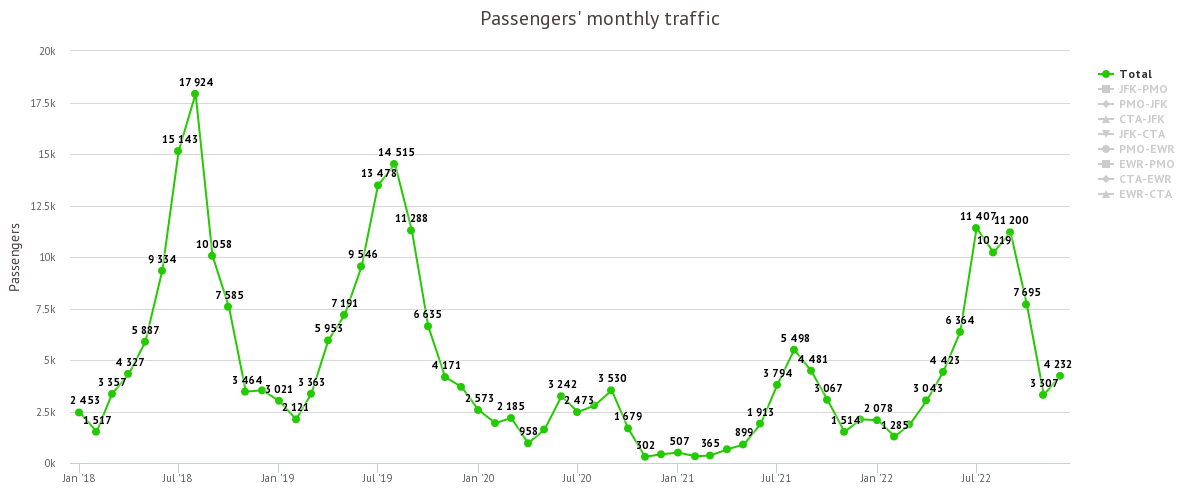 Passengers' monthly traffic
Passengers
20k
17.5k
15k
12.5k
10k
7.5k
5k
2.5k
0k
2 453
1 517
3 357
4 327
5 887
9 334
15 143
17 924
10 058
7 585
3 464
3 021
2 121
3 363
5 953
7 191
9 546
13 478
14 515
11 288
6 635
4 171
2 573
2 185
958
3 242
2 473
3 530
1 679
302
507
365
899
1 913
3 794
5 498
4 481
3 067
1 514
2 078
1 285
3 043
4 423
6 364
11 407
10 219
11 200
7 695
3 307
4 232
Jan '18
Jul '18
Jan '19
Jul '19
Jan '20
Jul '20
Jan '21
Jul '21
Jan '22
Jul '22
Total
JFK-PMO
PMO-JFK
CTA-JFK
JFK-CTA
PMO-EWR
EWR-PMO
CTA-EWR
EWR-CTA